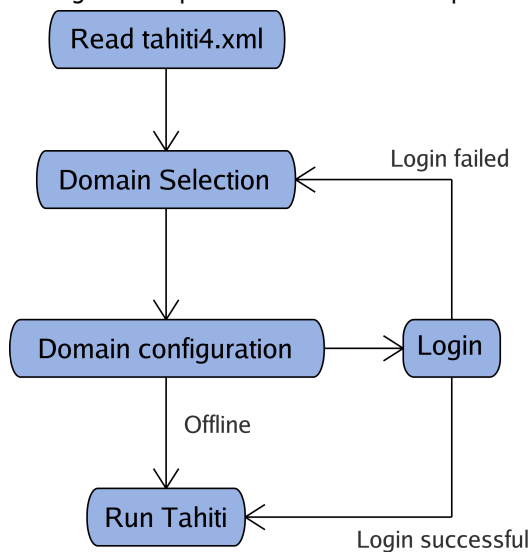 Read tahiti4.xml
Login failed
Domain Selection
Domain configuration
Login
Offline
Run Tahiti
Login successful